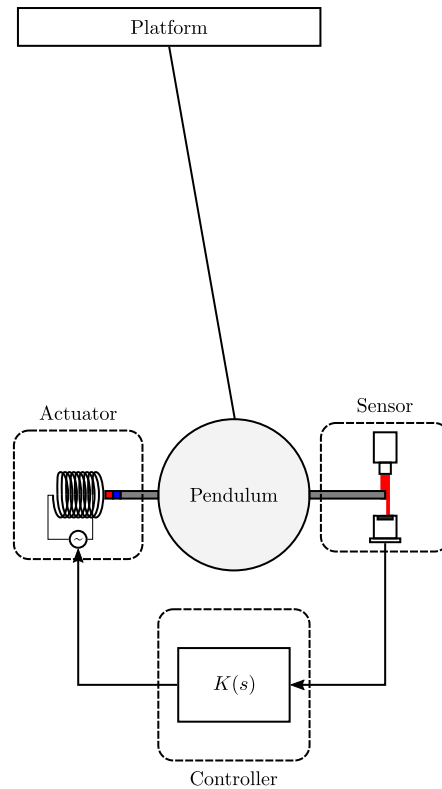 Platform
Actuator
Sensor
Pendulum
~
K(s)
Controller